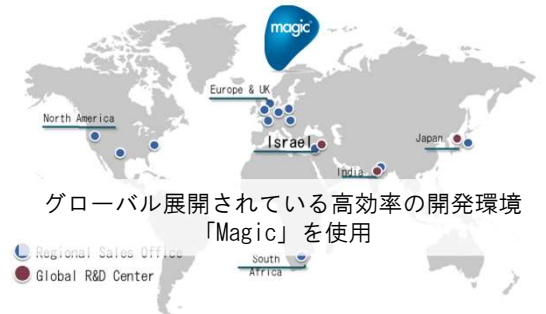 magic
Europe & UK
North America
Israel
Japan
India
グローバル展開されている高効率の開発環境
「Magic」を使用
Regional Sales Office
South
Africa
Global R&D Center